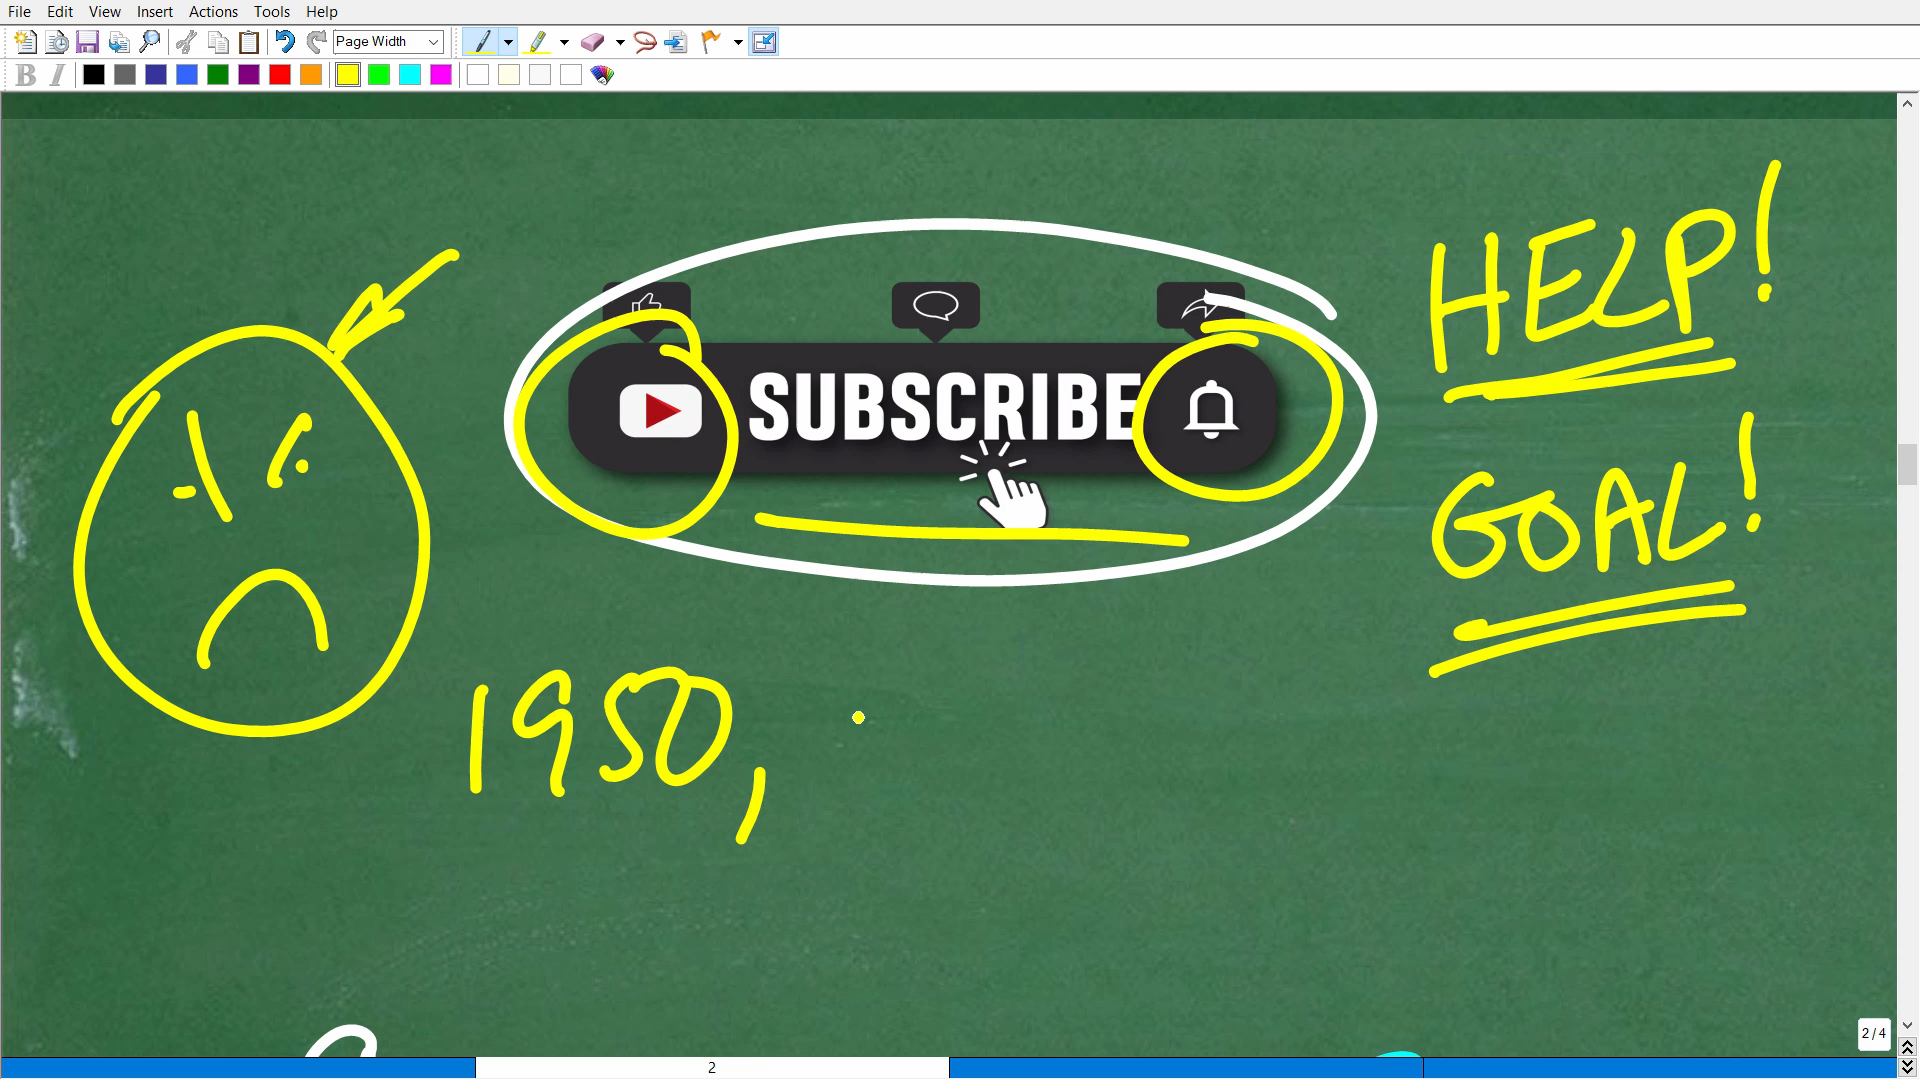 File Edit View Insert Actions Tools Help
Page Width
B I
HELP!
SUBSCRIBE
GOAL!
1950,
2/4
2